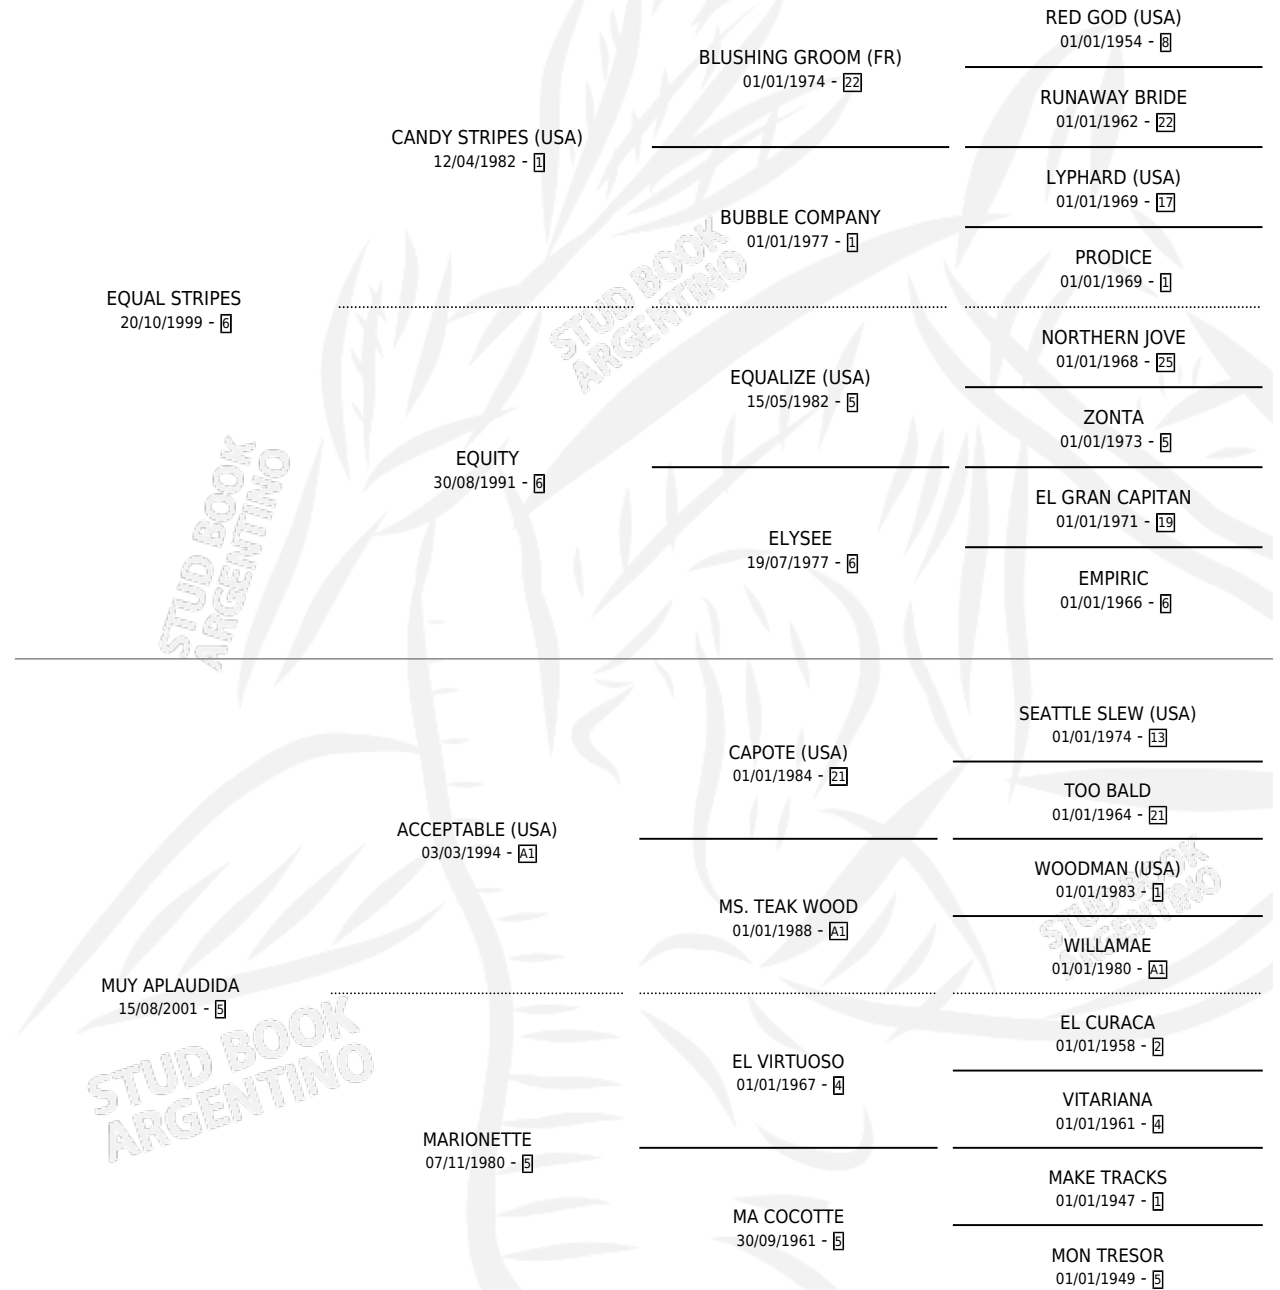 RED GOD (USA)
01/01/1954 - 8
BLUSHING GROOM (FR)
01/01/1974 - 22
RUNAWAY BRIDE
01/01/1962 - 22
CANDY STRIPES (USA)
12/04/1982 - 1
LYPHARD (USA)
01/01/1969 - 17
BUBBLE COMPANY
01/01/1977 - 1
PRODICE
01/01/1969 - 1
EQUAL STRIPES
20/10/1999 - 6
NORTHERN JOVE
01/01/1968 - 25
EQUALIZE (USA)
15/05/1982 - 5
ZONTA
01/01/1973 - 5
EQUITY
30/08/1991 - 6
EL GRAN CAPITAN
01/01/1971 - 19
ELYSEE
19/07/1977 - 6
EMPIRIC
01/01/1966 - 6
STUD BOOK
ARGENTINO
STUD BOOK
ARGENTINO
SEATTLE SLEW (USA)
01/01/1974 - 13
CAPOTE (USA)
01/01/1984 - 21
TOO BALD
01/01/1964 - 21
ACCEPTABLE (USA)
03/03/1994 - A1
WOODMAN (USA)
01/01/1983 - 1
MS. TEAK WOOD
01/01/1988 - A1
WILLAMAE
01/01/1980 - A1
MUY APLAUDIDA
15/08/2001 - 5
EL CURACA
01/01/1958 - 2
EL VIRTUOSO
01/01/1967 - 4
VITARIANA
01/01/1961 - 4
MARIONETTE
07/11/1980 - 5
MAKE TRACKS
01/01/1947 - 1
MA COCOTTE
30/09/1961 - 5
MON TRESOR
01/01/1949 - 5
STUD BOOK
ARGENTINO
STUD BOOK
ARGENTINO